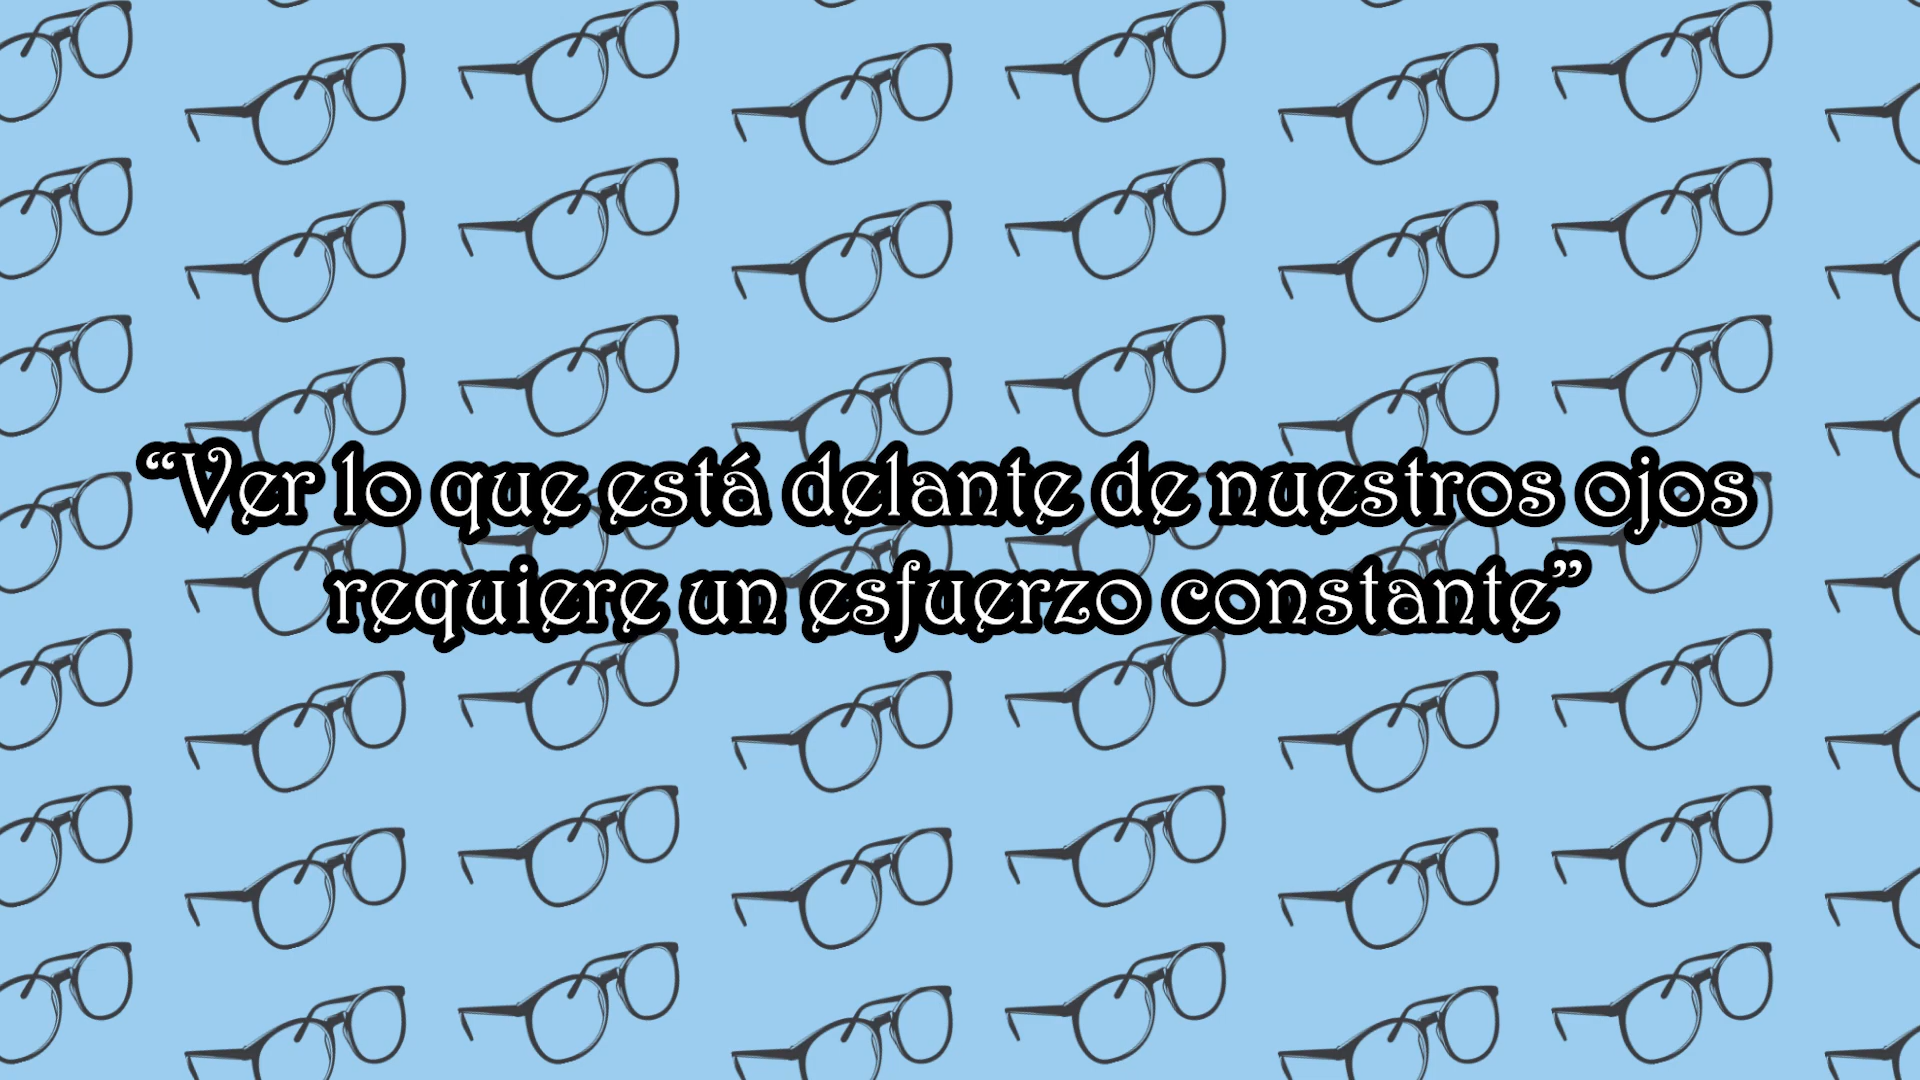 “Ver lo que está delante de nuestros ojos
requiere un esfuerzo constante”